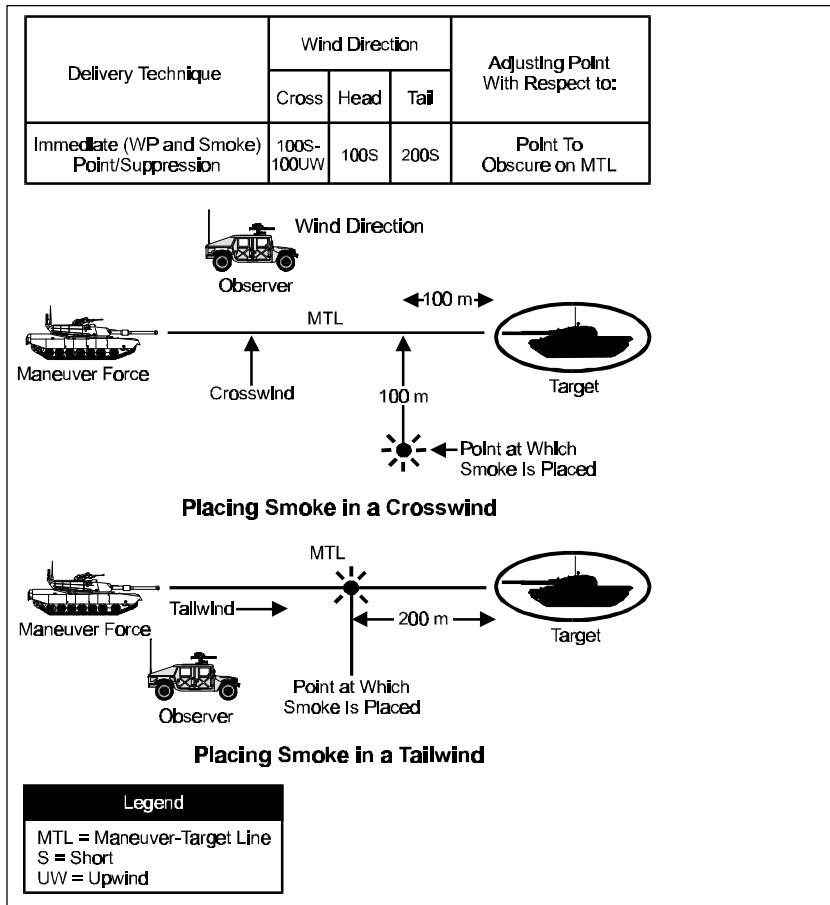 Delivery Technique
Wind Direction
Adjusting Point
With Respect to:
Cross
Head
Tail
Immediate (WP and Smoke)
Point/Suppression
100S-
100UW
100S
200S
Point To
Obscure on MTL
Wind Direction
Observer
100 m
MTL
Maneuver Force
Target
Crosswind
100 m
Point at Which
Smoke Is Placed
Placing Smoke in a Crosswind
MTL
Tailwind
200 m
Maneuver Force
Target
Observer
Point at Which
Smoke Is Placed
Placing Smoke in a Tailwind
Legend
MTL = Maneuver-Target Line
S = Short
UW = Upwind